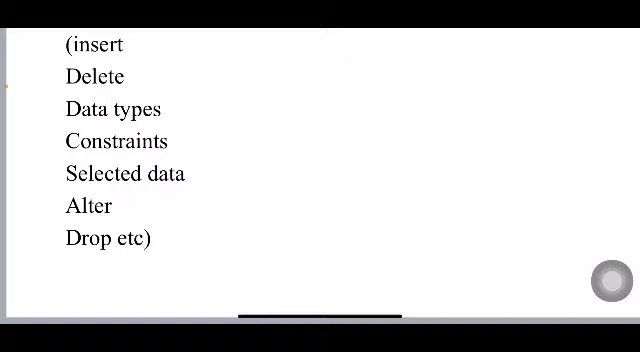 (insert
Delete
Data types
Constraints
Selected data
Alter
Drop etc)